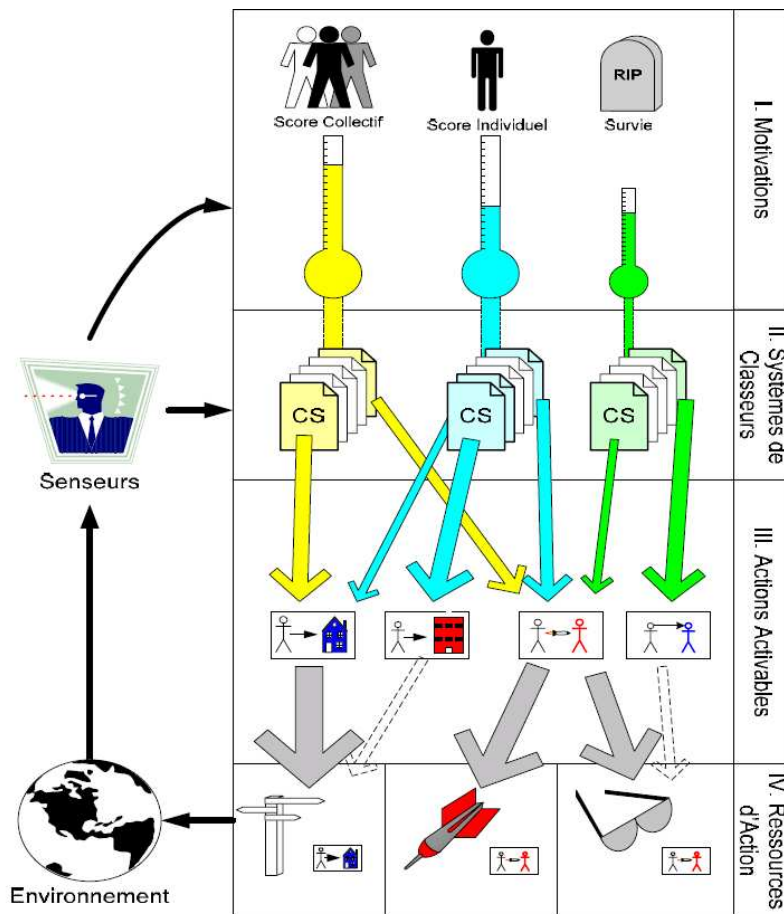 RIP
Score Collectif
Score Individuel
Survie
I. Motivations
CS
CS
CS
II. Systèmes de
Classeurs
Senseurs
III. Actions Activables
IV. Ressources
d'Action
Environnement